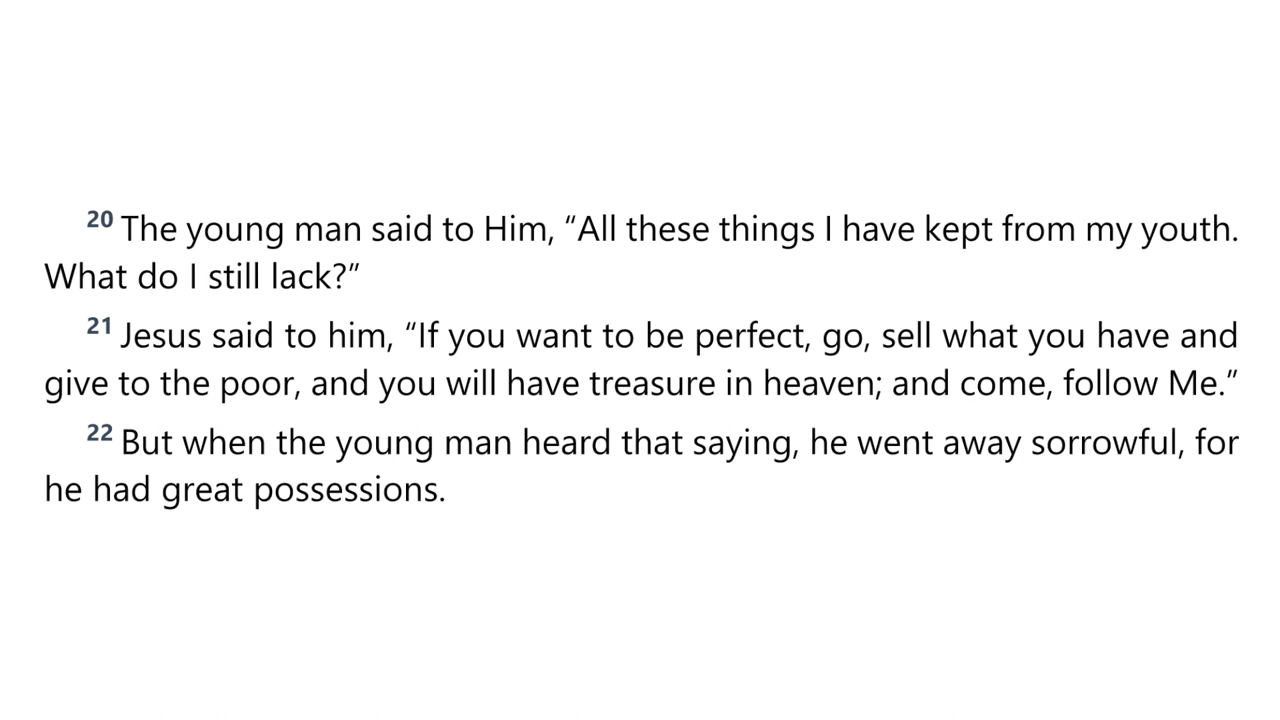 20 The young man said to Him, “All these things I have kept from my youth.
What do I still lack?”
21 Jesus said to him, “If you want to be perfect, go, sell what you have and
give to the poor, and you will have treasure in heaven; and come, follow Me.”
22 But when the young man heard that saying, he went away sorrowful, for
he had great possessions.